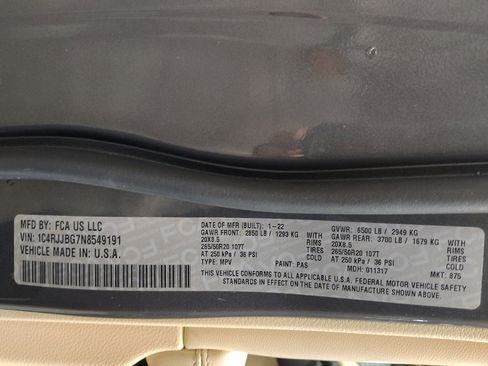 MFD BY: FCA US LLC
VIN: 1C4RJJBG7N8549191
VEHICLE MADE IN: U.S.A.
DATE OF MFR (BUILT): 1-22
GAWR FRONT: 2850 LB / 1293 KG WITH
20X8.5 RIMS
265/50R20 107T TIRES
AT 250 kPa / 36 PSI COLD
TYPE: MPV PAINT: PAS
GVWR: 6500 LB / 2949 KG
GAWR REAR: 3700 LB / 1679 KG WITH
20X8.5 RIMS
265/50R20 107T TIRES
AT 250 kPa / 36 PSI COLD
MDH: 011317 MKT: 975
THIS VEHICLE CONFORMS TO ALL APPLICABLE U.S.A. FEDERAL MOTOR VEHICLE SAFETY
STANDARDS IN EFFECT ON THE DATE OF MANUFACTURE SHOWN ABOVE.